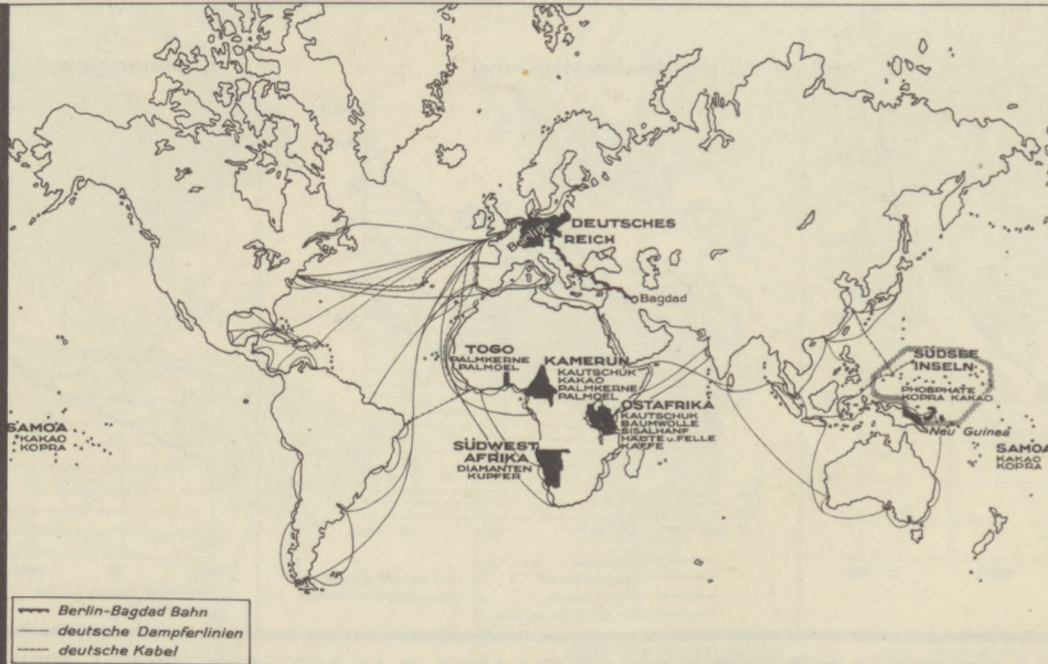 DEUTSCHES
REICH
Berlin
Bagdad
TOGO
PALMKERNE
PALMOEL
KAMERUN
KAUTSCHUK
KAKAO
PALMKERNE
PALMOEL
OSTAFRIKA
KAUTSCHUK
BAUMWOLLE
SISALHANF
HÄUTE u. FELLE
KAFFE
SÜDWEST
AFRIKA
DIAMANTEN
KUPFER
SÜDSEE
INSELN
PHOSPHATE
KOPRA KAKAO
Neu Guinea
SAMOA
KAKAO
KOPRA
SAMOA
KAKAO
KOPRA
Berlin-Bagdad Bahn
deutsche Dampferlinien
deutsche Kabel